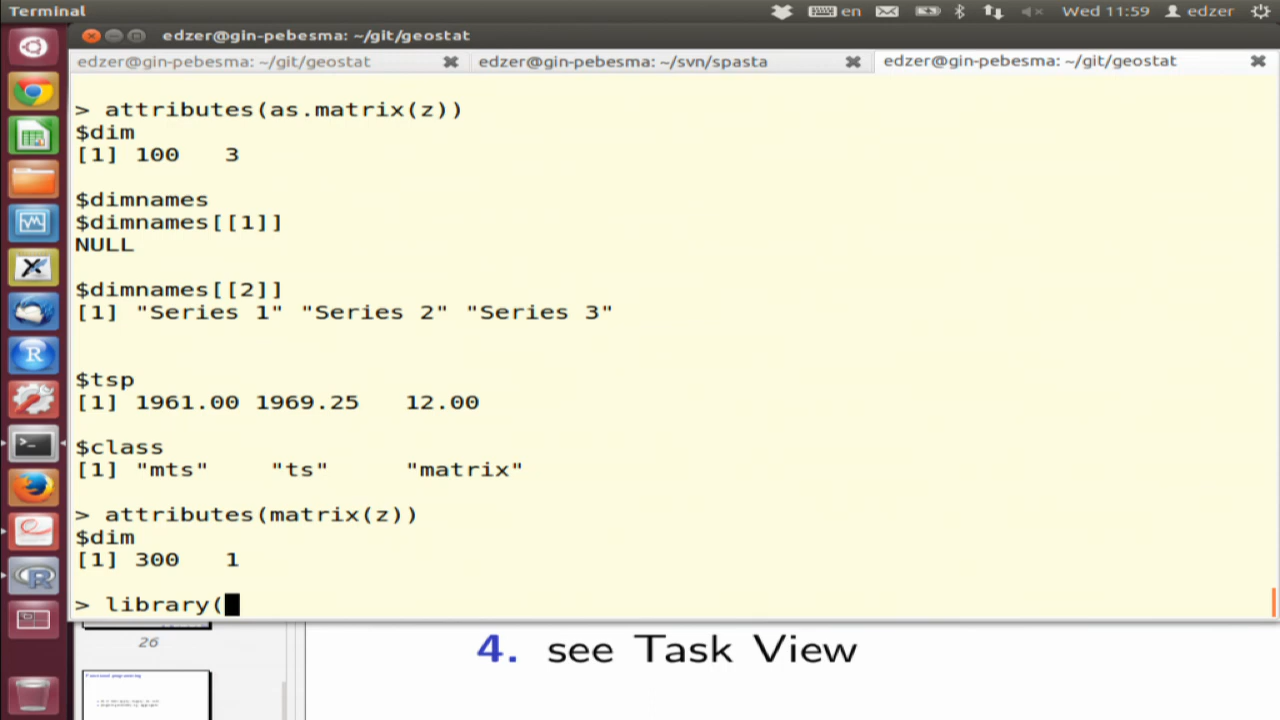 Terminal
en
Wed 11:59
edzer
edzer@gin-pebesma: ~/git/geostat
edzer@gin-pebesma: ~/git/geostat
edzer@gin-pebesma: ~/svn/spasta
edzer@gin-pebesma: ~/git/geostat
> attributes(as.matrix(z))
$dim
[1] 100   3
$dimnames
$dimnames[[1]]
NULL
$dimnames[[2]]
[1] "Series 1" "Series 2" "Series 3"
$tsp
[1] 1961.00 1969.25   12.00
$class
[1] "mts"    "ts"     "matrix"
> attributes(matrix(z))
$dim
[1] 300   1
> library(
26
4. see Task View
Functional programming